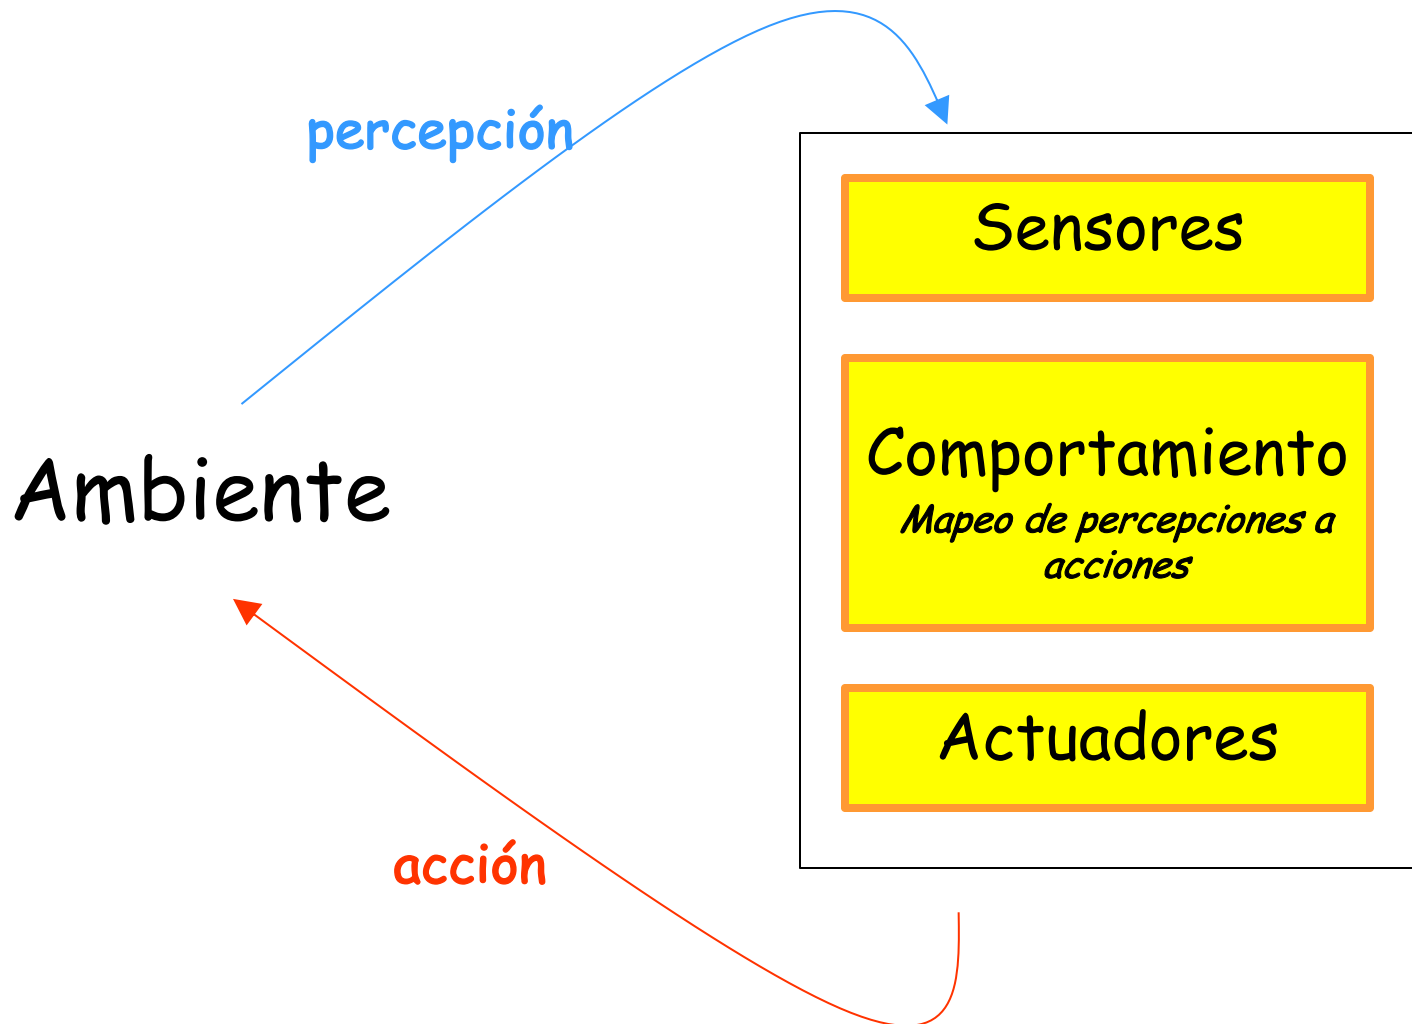 percepción
Sensores
Comportamiento
Mapeo de percepciones a
acciones
Ambiente
Actuadores
acción